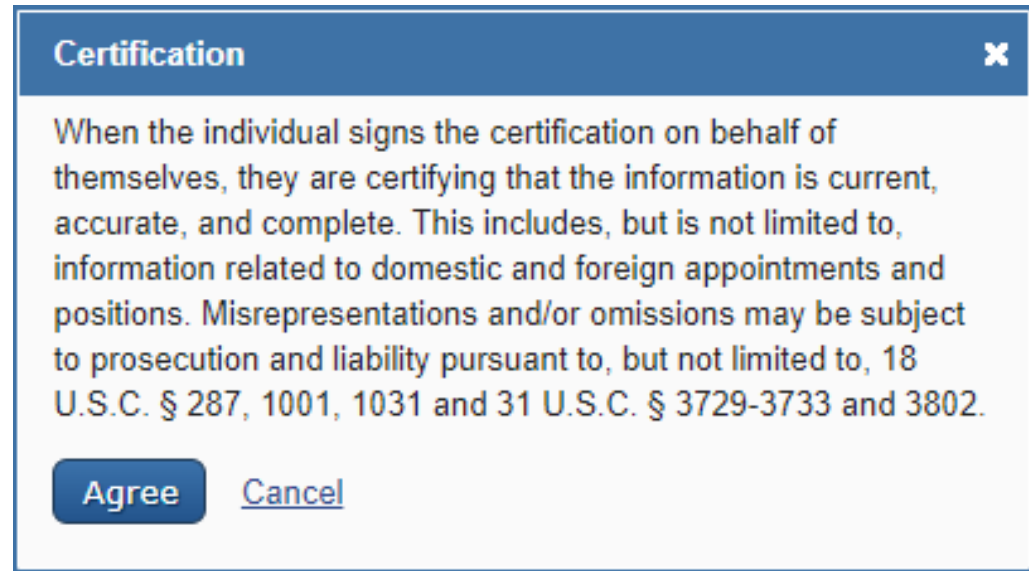 Certification
When the individual signs the certification on behalf of
themselves, they are certifying that the information is current,
accurate, and complete. This includes, but is not limited to,
information related to domestic and foreign appointments and
positions. Misrepresentations and/or omissions may be subject
to prosecution and liability pursuant to, but not limited to, 18
U.S.C. § 287, 1001, 1031 and 31 U.S.C. § 3729-3733 and 3802.
Agree Cancel